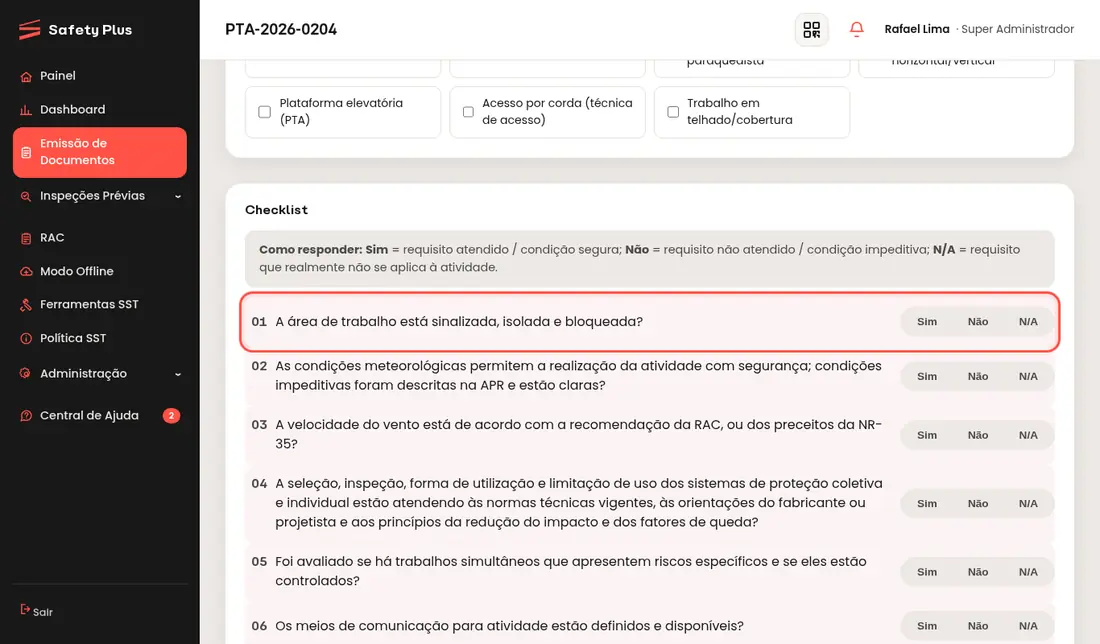 Safety Plus
PTA-2026-0204
Rafael Lima · Super Administrador
Painel
Dashboard
Emissão de
Documentos
Inspeções Prévias
RAC
Modo Offline
Ferramentas SST
Política SST
Administração
Central de Ajuda 2
Sair
paraquedista
horizontal/vertical
Plataforma elevatória
(PTA)
Acesso por corda (técnica
de acesso)
Trabalho em
telhado/cobertura
Checklist
Como responder: Sim = requisito atendido / condição segura; Não = requisito não atendido / condição impeditiva; N/A = requisito
que realmente não se aplica à atividade.
01 A área de trabalho está sinalizada, isolada e bloqueada? Sim Não N/A
02 As condições meteorológicas permitem a realização da atividade com segurança; condições
impeditivas foram descritas na APR e estão claras? Sim Não N/A
03 A velocidade do vento está de acordo com a recomendação da RAC, ou dos preceitos da NR-
35? Sim Não N/A
04 A seleção, inspeção, forma de utilização e limitação de uso dos sistemas de proteção coletiva
e individual estão atendendo às normas técnicas vigentes, às orientações do fabricante ou
projetista e aos princípios da redução do impacto e dos fatores de queda? Sim Não N/A
05 Foi avaliado se há trabalhos simultâneos que apresentem riscos específicos e se eles estão
controlados? Sim Não N/A
06 Os meios de comunicação para atividade estão definidos e disponíveis? Sim Não N/A